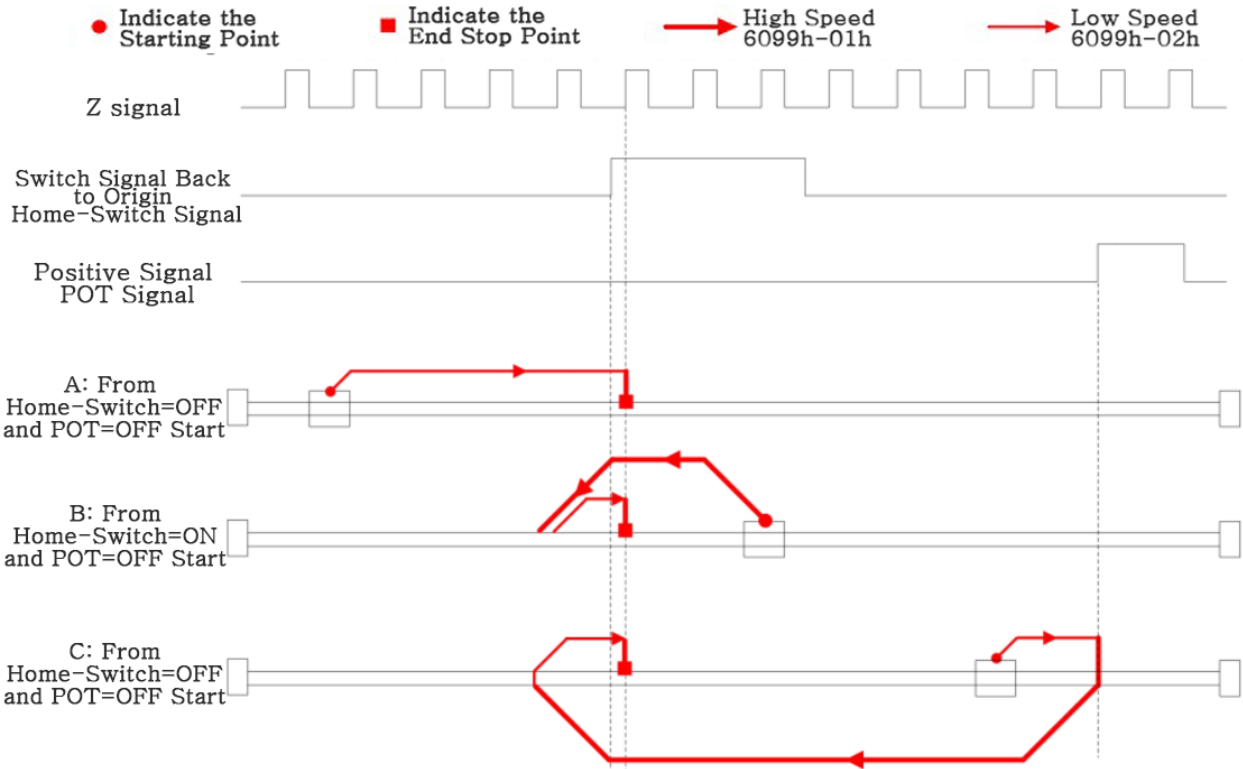 Indicate the
Starting Point
Indicate the
End Stop Point
High Speed
6099h-01h
Low Speed
6099h-02h
Z signal
Switch Signal Back
to Origin
Home-Switch Signal
Positive Signal
POT Signal
A: From
Home-Switch=OFF
and POT=OFF Start
B: From
Home-Switch=ON
and POT=OFF Start
C: From
Home-Switch=OFF
and POT=OFF Start